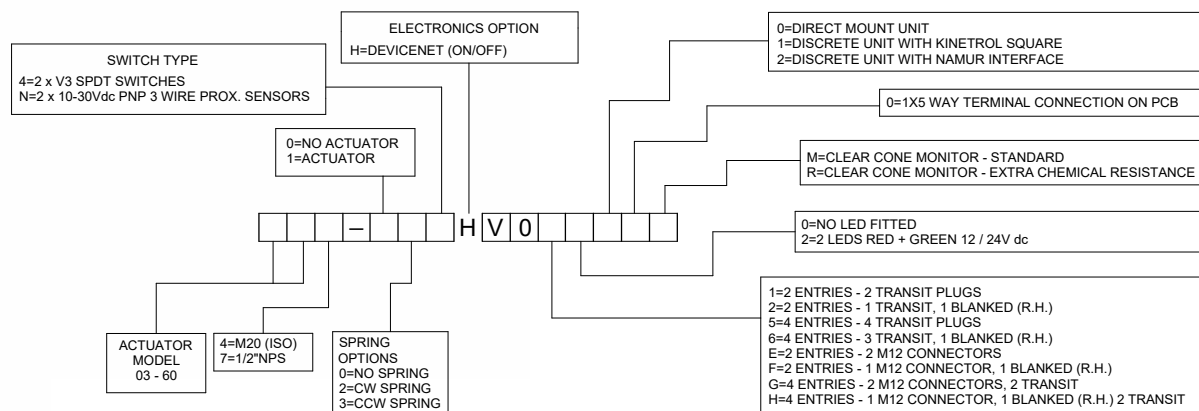 ELECTRONICS OPTION
H=DEVICENET (ON/OFF)
0=DIRECT MOUNT UNIT
1=DISCRETE UNIT WITH KINETROL SQUARE
2=DISCRETE UNIT WITH NAMUR INTERFACE
SWITCH TYPE
4=2 x V3 SPDT SWITCHES
N=2 x 10-30Vdc PNP 3 WIRE PROX. SENSORS
0=1X5 WAY TERMINAL CONNECTION ON PCB
0=NO ACTUATOR
1=ACTUATOR
M=CLEAR CONE MONITOR - STANDARD
R=CLEAR CONE MONITOR - EXTRA CHEMICAL RESISTANCE
– H V 0
0=NO LED FITTED
2=2 LEDS RED + GREEN 12 / 24V dc
ACTUATOR
MODEL
03 - 60
4=M20 (ISO)
7=1/2"NPS
SPRING
OPTIONS
0=NO SPRING
2=CW SPRING
3=CCW SPRING
1=2 ENTRIES - 2 TRANSIT PLUGS
2=2 ENTRIES - 1 TRANSIT, 1 BLANKED (R.H.)
5=4 ENTRIES - 4 TRANSIT PLUGS
6=4 ENTRIES - 3 TRANSIT, 1 BLANKED (R.H.)
E=2 ENTRIES - 2 M12 CONNECTORS
F=2 ENTRIES - 1 M12 CONNECTOR, 1 BLANKED (R.H.)
G=4 ENTRIES - 2 M12 CONNECTORS, 2 TRANSIT
H=4 ENTRIES - 1 M12 CONNECTOR, 1 BLANKED (R.H.) 2 TRANSIT